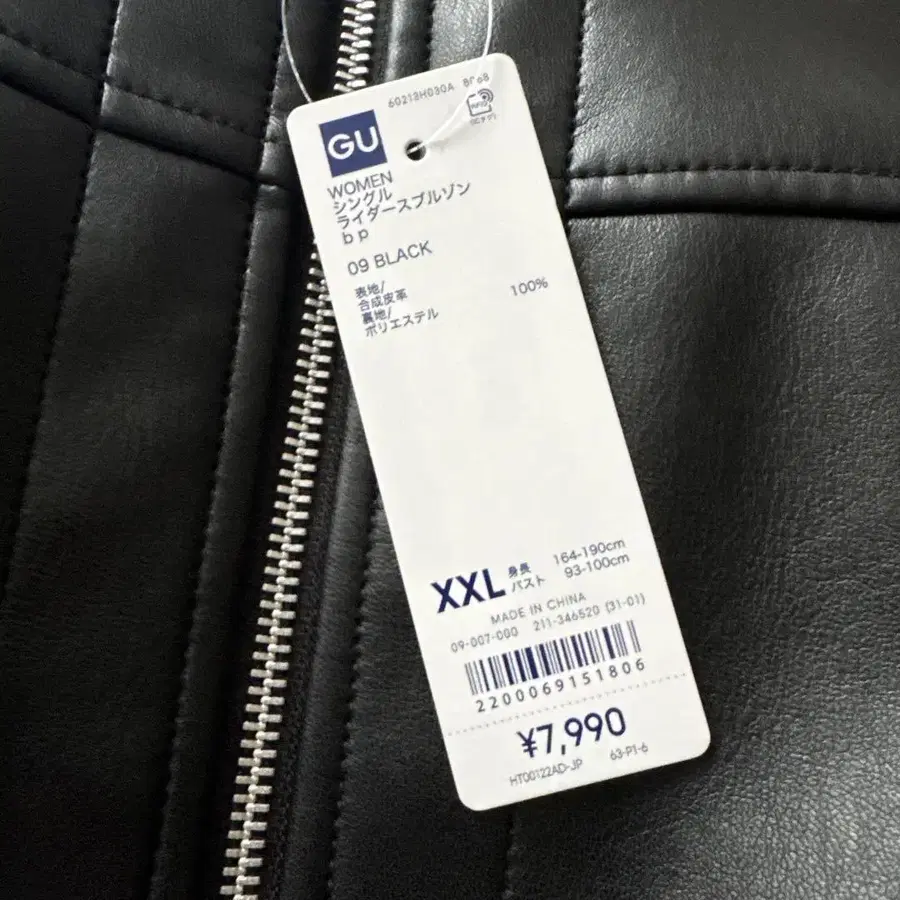 60213H030A 8068
RFID
GU
WOMEN
シングル
ライダースブルゾン
bp
09 BLACK
表地/
合成皮革
裏地/
ポリエステル 100%
XXL 身長 164-190cm
バスト 93-100cm
MADE IN CHINA
09-007-000 211-346520 (31-01)
2200069151806
¥7,990
HT00122AD-JP 63-P1-6